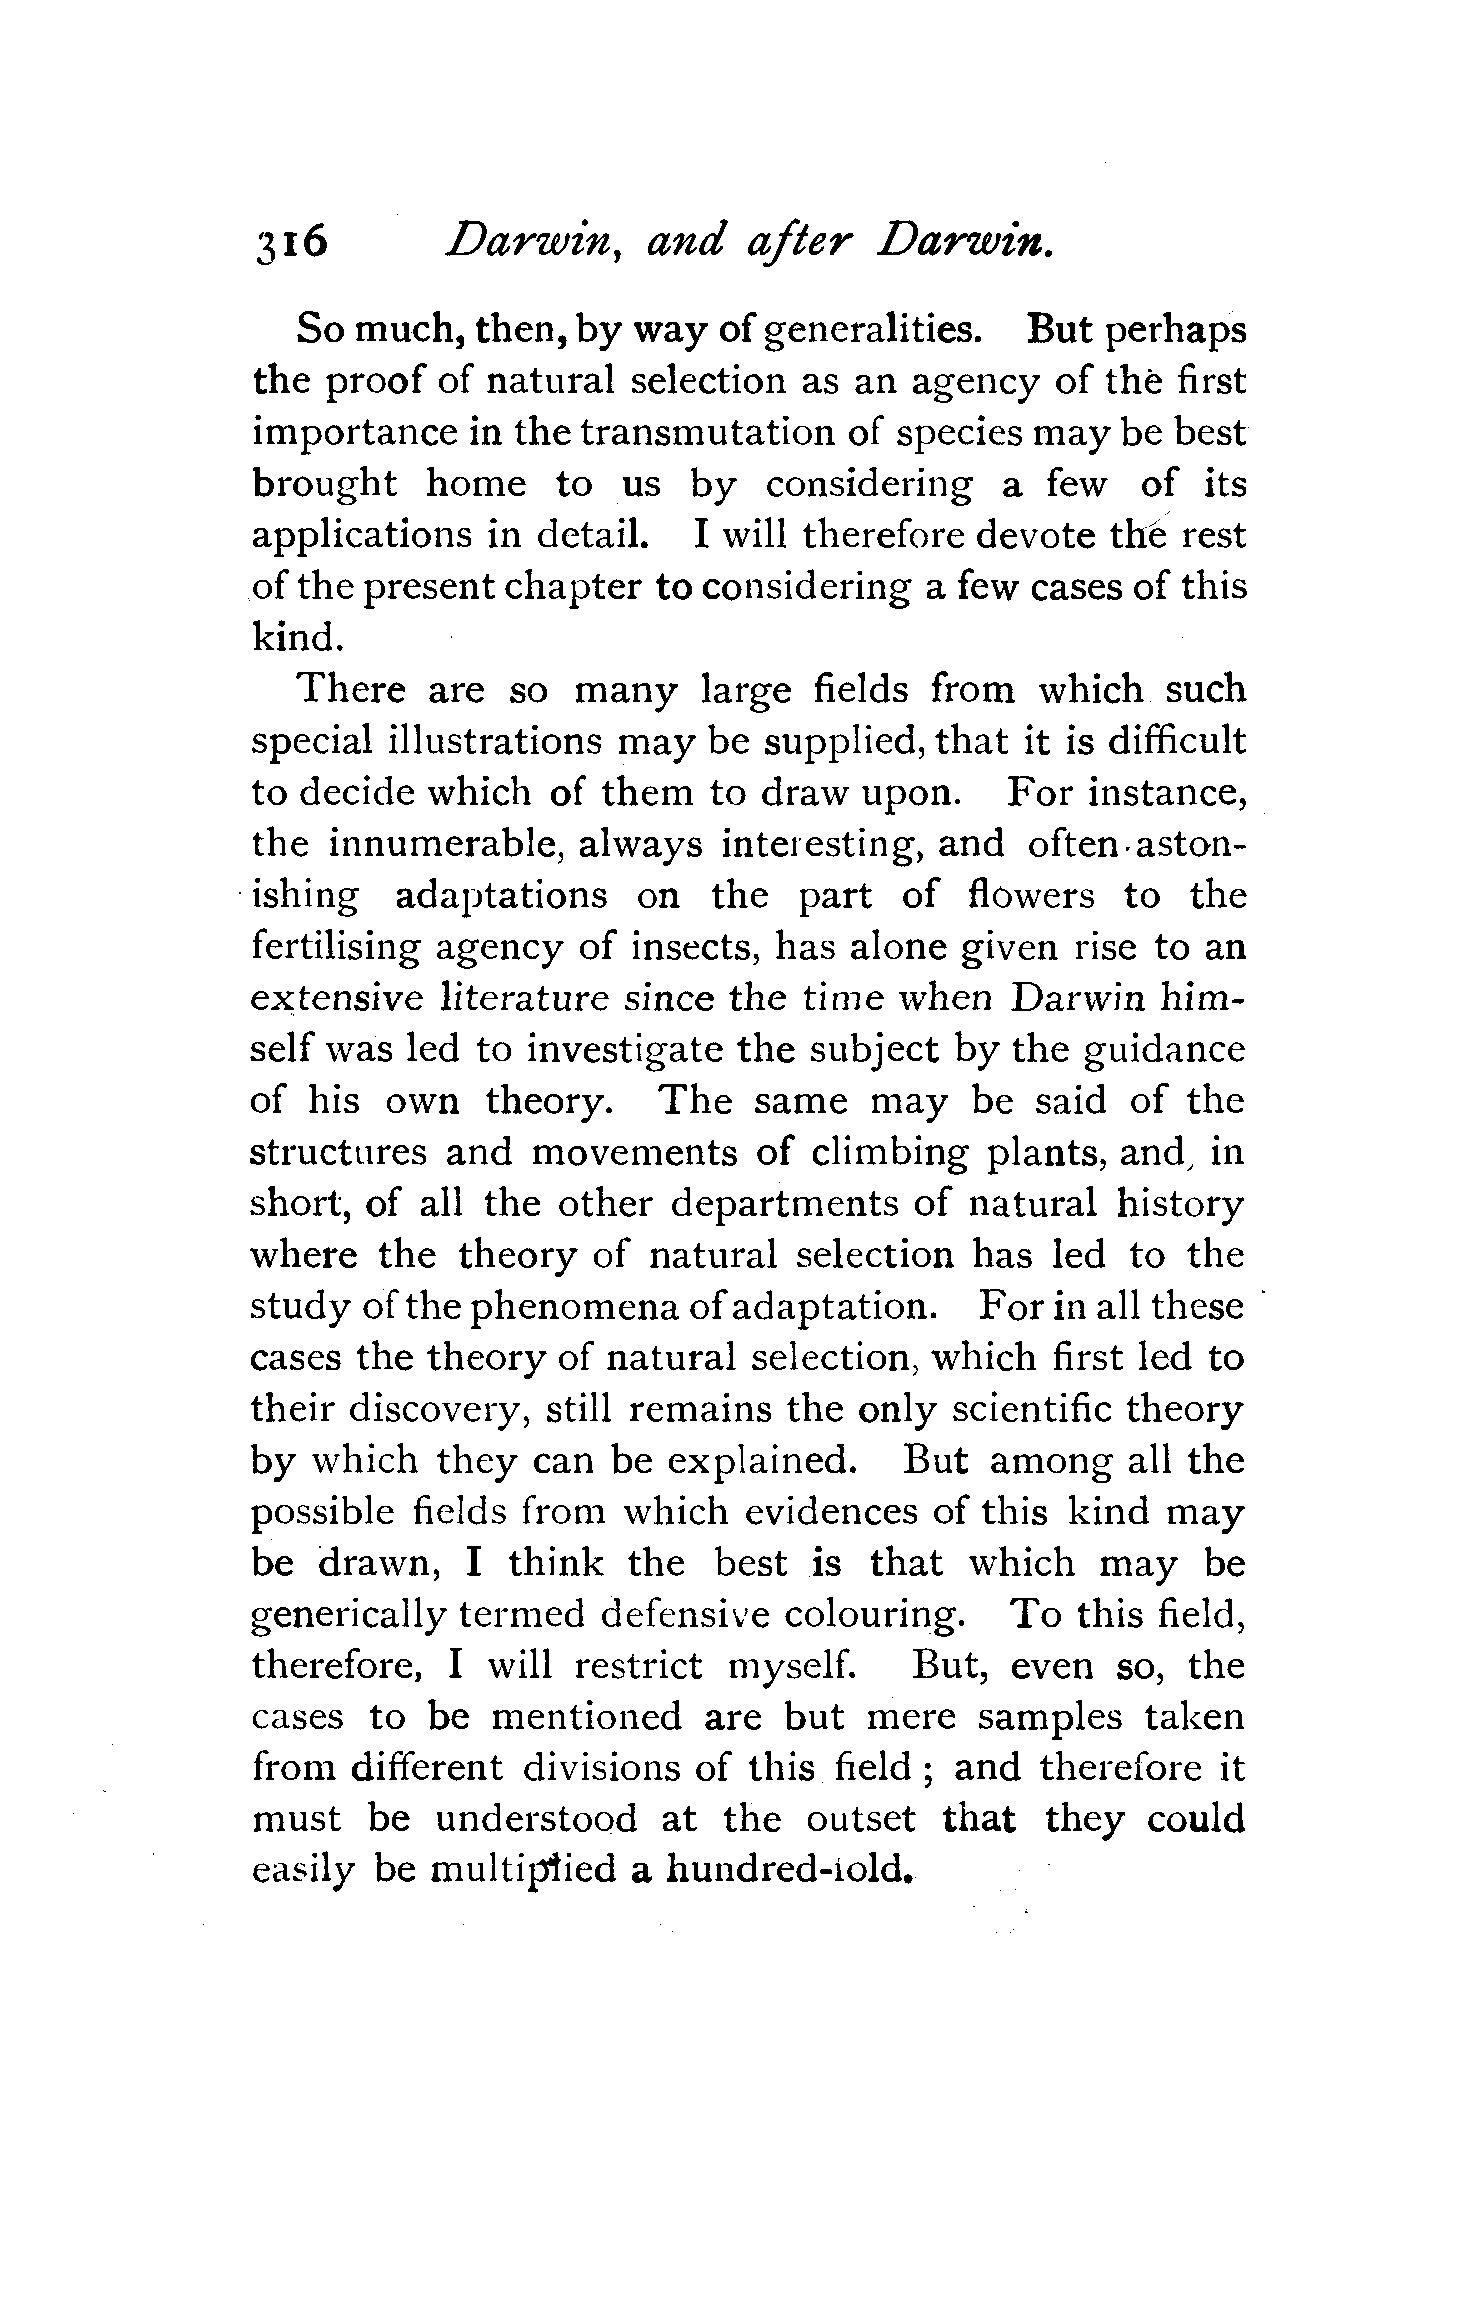 316 Darwin, and after Darwin.
So much, then, by way of generalities. But perhaps
the proof of natural selection as an agency of the first
importance in the transmutation of species may be best
brought home to us by considering a few of its
applications in detail. I will therefore devote the rest
of the present chapter to considering a few cases of this
kind.
There are so many large fields from which such
special illustrations may be supplied, that it is difficult
to decide which of them to draw upon. For instance,
the innumerable, always interesting, and often aston-
ishing adaptations on the part of flowers to the
fertilising agency of insects, has alone given rise to an
extensive literature since the time when Darwin him-
self was led to investigate the subject by the guidance
of his own theory. The same may be said of the
structures and movements of climbing plants, and, in
short, of all the other departments of natural history
where the theory of natural selection has led to the
study of the phenomena of adaptation. For in all these
cases the theory of natural selection, which first led to
their discovery, still remains the only scientific theory
by which they can be explained. But among all the
possible fields from which evidences of this kind may
be drawn, I think the best is that which may be
generically termed defensive colouring. To this field,
therefore, I will restrict myself. But, even so, the
cases to be mentioned are but mere samples taken
from different divisions of this field ; and therefore it
must be understood at the outset that they could
easily be multiplied a hundred-fold.